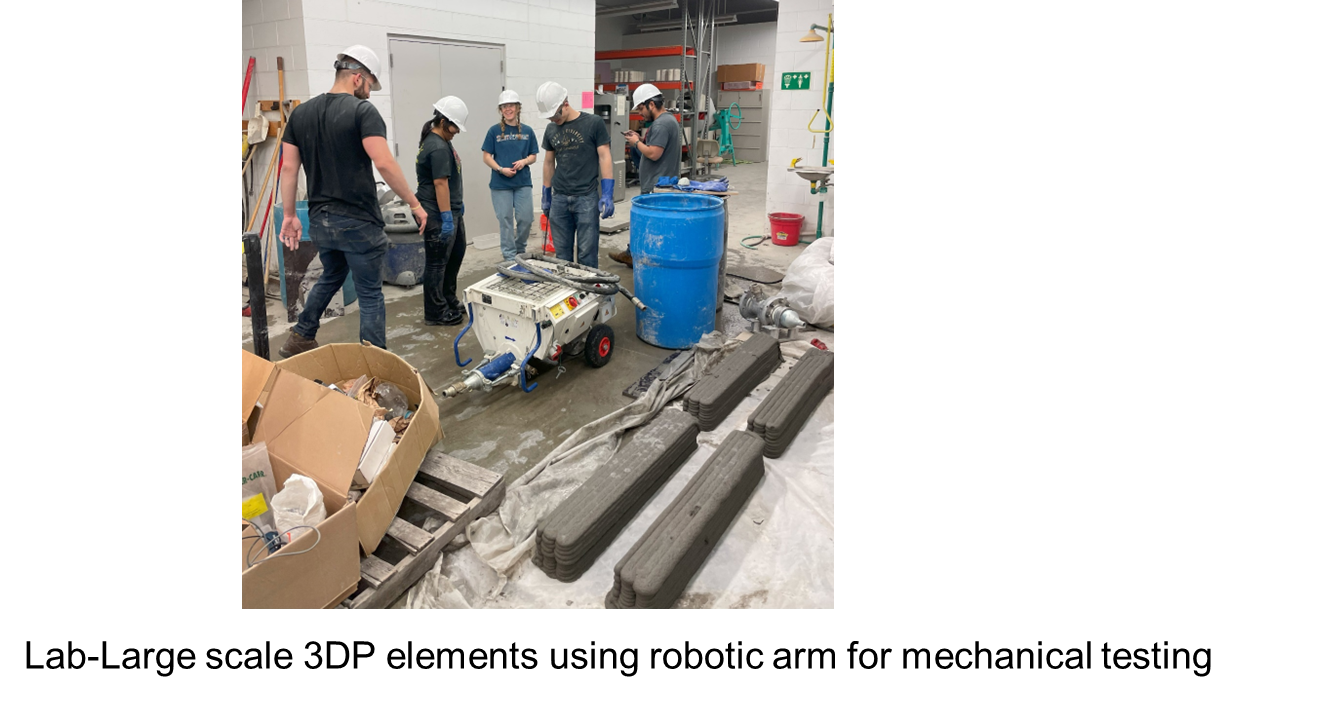 Lab-Large scale 3DP elements using robotic arm for mechanical testing